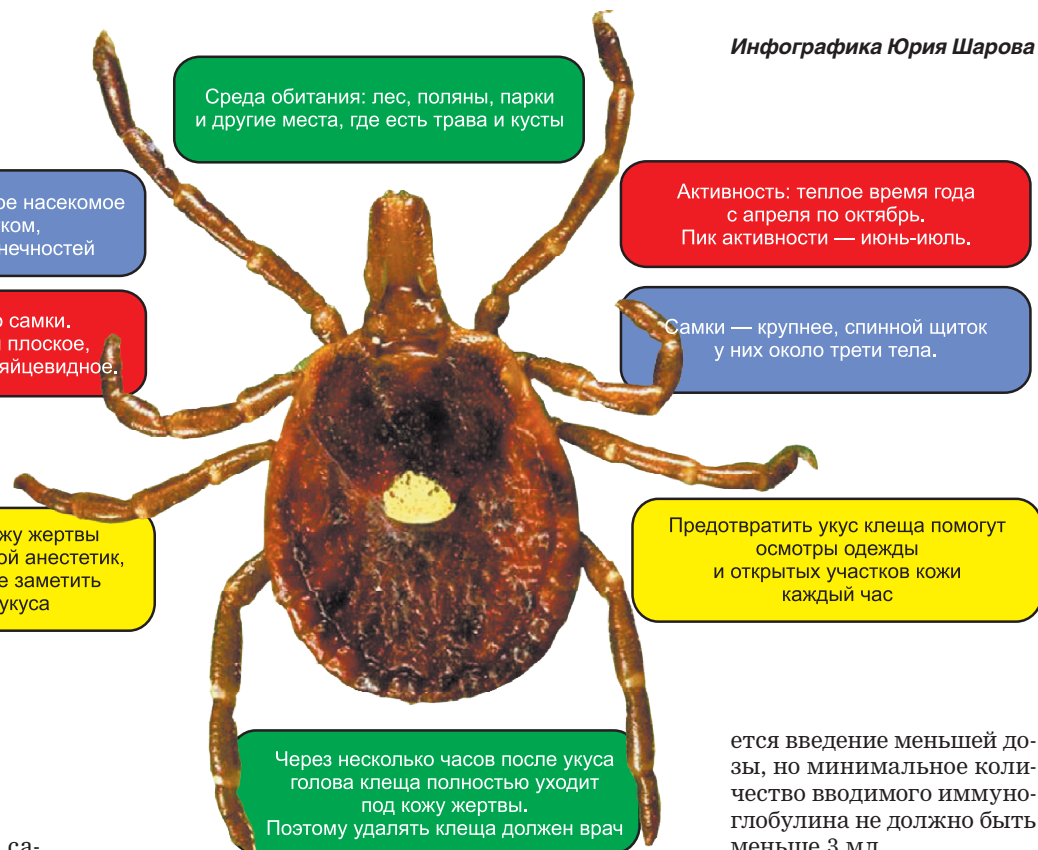 Инфографика Юрия Шарова
Среда обитания: лес, поляны, парки
и другие места, где есть трава и кусты
насекомое
нечностей
Активность: теплое время года
с апреля по октябрь.
Пик активности — июнь-июль.
самки.
плоское,
яйцевидное.
Самки — крупнее, спинной щиток
у них около трети тела.
жертвы
анестетик,
заметить
укуса
Предотвратить укус клеща помогут
осмотры одежды
и открытых участков кожи
каждый час
Через несколько часов после укуса
голова клеща полностью уходит
под кожу жертвы.
Поэтому удалять клеща должен врач
ется введение меньшей до-
зы, но минимальное коли-
чество вводимого иммуно-
глобулина не должно быть
меньше 3 мл
са-